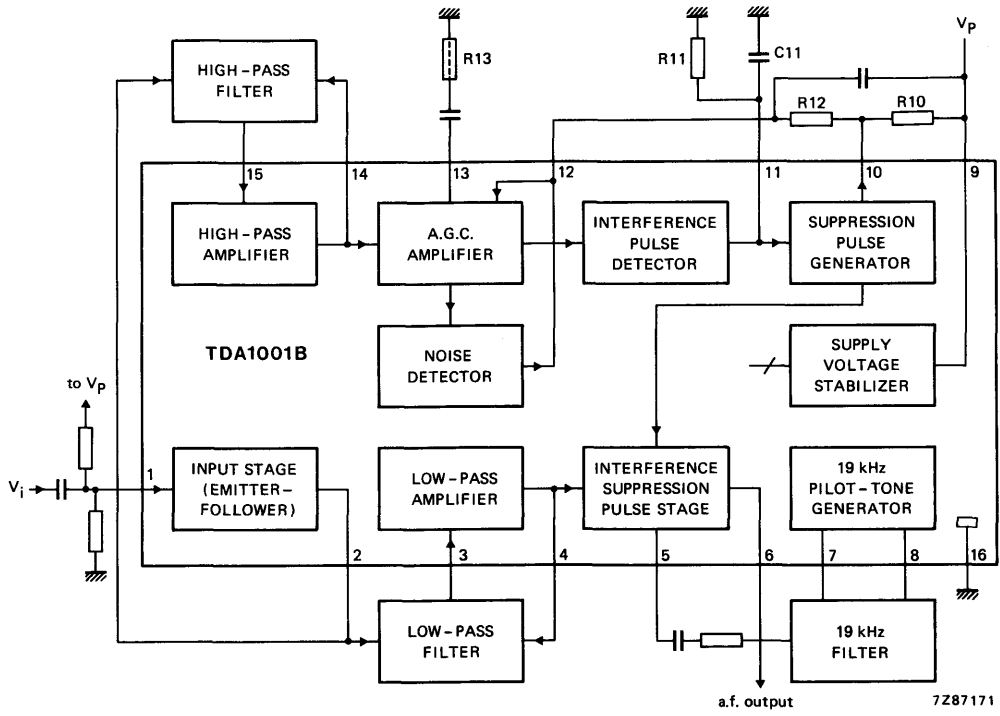 V_P
R13
R11
C11
HIGH-PASS
FILTER
R12
R10
15
14
13
12
11
10
9
HIGH-PASS
AMPLIFIER
A.G.C.
AMPLIFIER
INTERFERENCE
PULSE
DETECTOR
SUPPRESSION
PULSE
GENERATOR
TDA1001B
NOISE
DETECTOR
SUPPLY
VOLTAGE
STABILIZER
to V_P
V_i
1
INPUT STAGE
(EMITTER-
FOLLOWER)
LOW-PASS
AMPLIFIER
INTERFERENCE
SUPPRESSION
PULSE STAGE
19 kHz
PILOT-TONE
GENERATOR
2
3
4
5
6
7
8
16
LOW-PASS
FILTER
19 kHz
FILTER
a.f. output
7Z87171